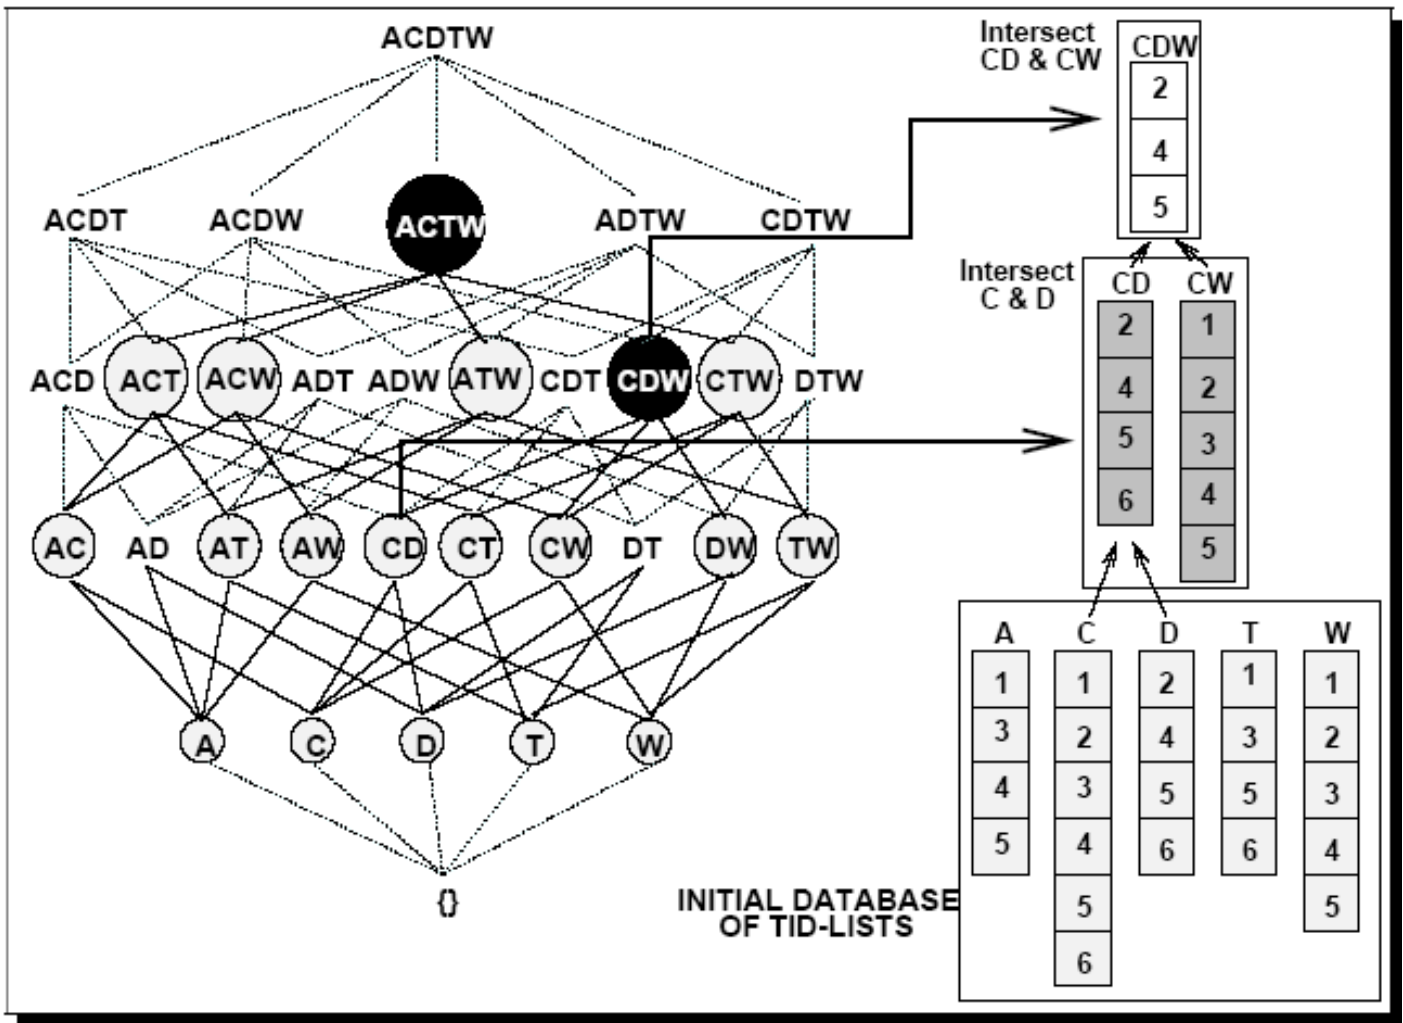 ACDTW
ACDT ACDW ACTW ADTW CDTW
ACD ACT ACW ADT ADW ATW CDT CDW CTW DTW
AC AD AT AW CD CT CW DT DW TW
A C D T W
{}
Intersect
CD & CW
CDW
2
4
5
Intersect
C & D
CD CW
2 1
4 2
5 3
6 4
5
INITIAL DATABASE
OF TID-LISTS
A C D T W
1 1 2 1 1
3 2 4 3 2
4 3 5 5 3
5 4 6 6 4
5 5
6